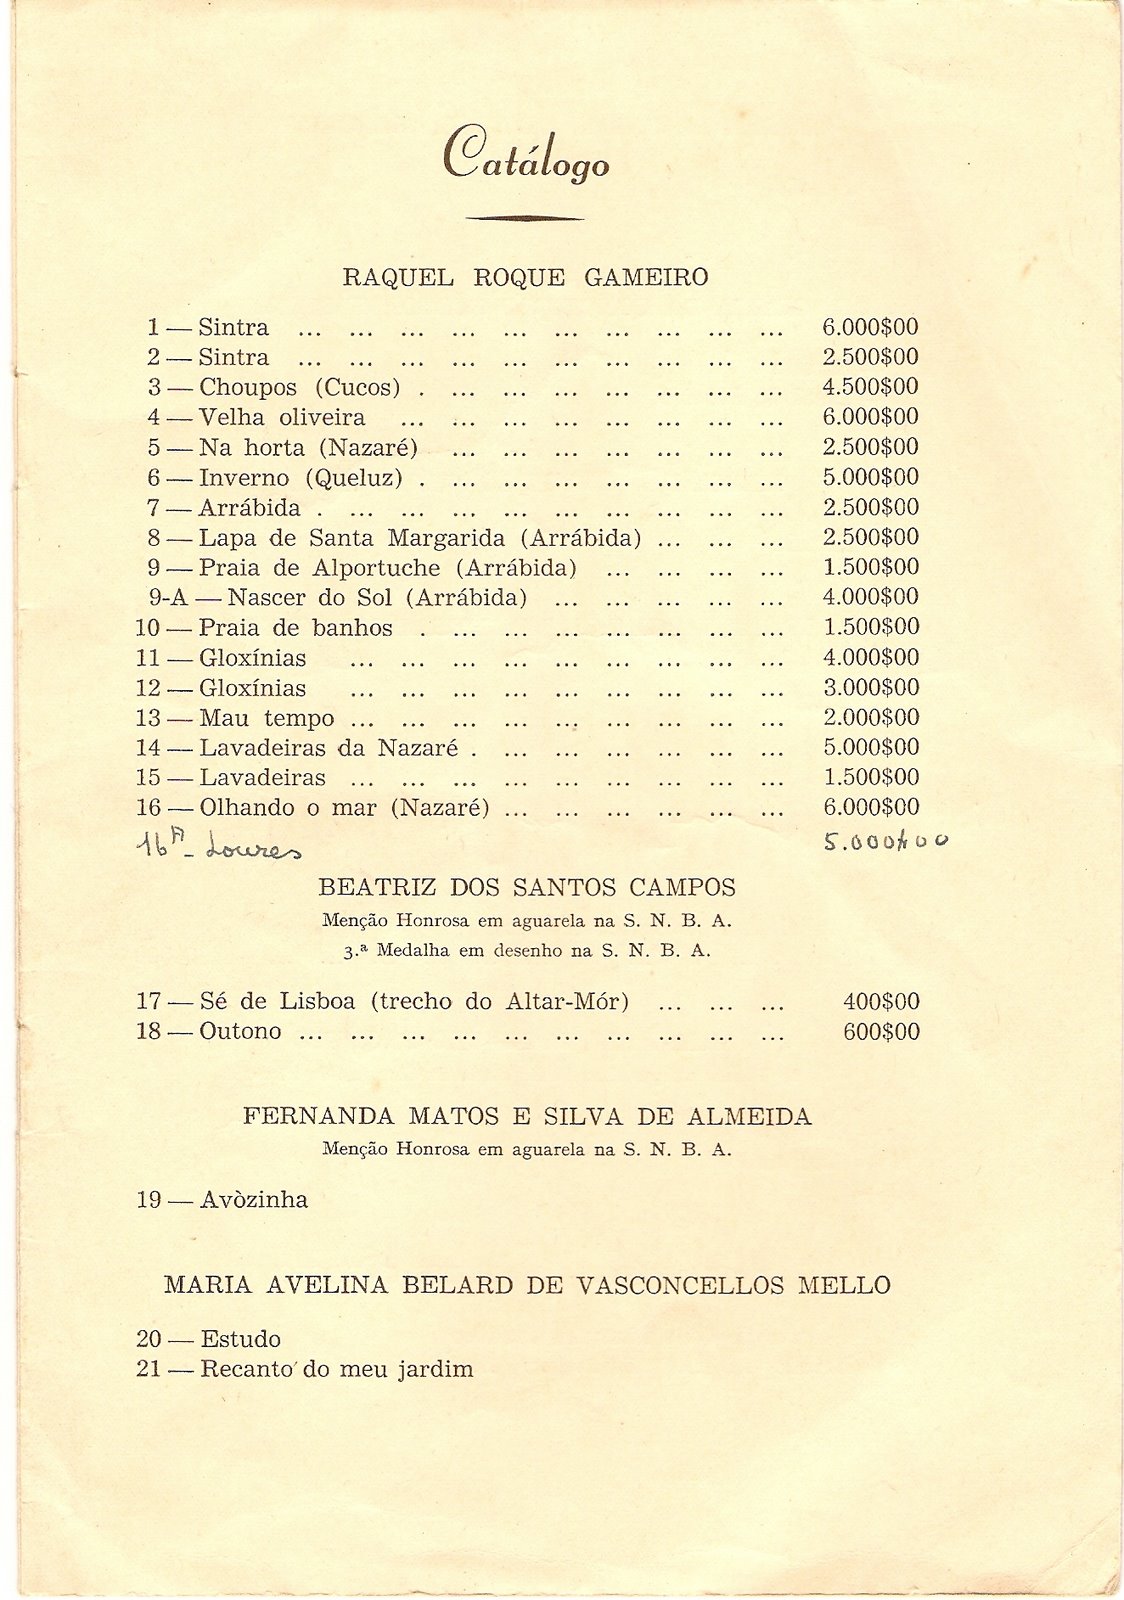 Catálogo
RAQUEL ROQUE GAMEIRO
1 — Sintra ... ... ... ... ... ... ... ... ... ... 6.000$00
2 — Sintra ... ... ... ... ... ... ... ... ... ... 2.500$00
3 — Choupos (Cucos) . ... ... ... ... ... ... ... 4.500$00
4 — Velha oliveira ... ... ... ... ... ... ... ... 6.000$00
5 — Na horta (Nazaré) ... ... ... ... ... ... ... 2.500$00
6 — Inverno (Queluz) . ... ... ... ... ... ... ... 5.000$00
7 — Arrábida . ... ... ... ... ... ... ... ... ... 2.500$00
8 — Lapa de Santa Margarida (Arrábida) ... ... ... 2.500$00
9 — Praia de Alportuche (Arrábida) ... ... ... ... 1.500$00
9-A — Nascer do Sol (Arrábida) ... ... ... ... ... 4.000$00
10 — Praia de banhos . ... ... ... ... ... ... ... 1.500$00
11 — Gloxínias ... ... ... ... ... ... ... ... ... 4.000$00
12 — Gloxínias ... ... ... ... ... ... ... ... ... 3.000$00
13 — Mau tempo ... ... ... ... ... ... ... ... ... 2.000$00
14 — Lavadeiras da Nazaré . ... ... ... ... ... ... 5.000$00
15 — Lavadeiras ... ... ... ... ... ... ... ... ... 1.500$00
16 — Olhando o mar (Nazaré) ... ... ... ... ... ... 6.000$00
16A - Loures 5.000$00
BEATRIZ DOS SANTOS CAMPOS
Menção Honrosa em aguarela na S. N. B. A.
3.ª Medalha em desenho na S. N. B. A.
17 — Sé de Lisboa (trecho do Altar-Mór) ... ... ... 400$00
18 — Outono ... ... ... ... ... ... ... ... ... ... 600$00
FERNANDA MATOS E SILVA DE ALMEIDA
Menção Honrosa em aguarela na S. N. B. A.
19 — Avòzinha
MARIA AVELINA BELARD DE VASCONCELLOS MELLO
20 — Estudo
21 — Recanto do meu jardim